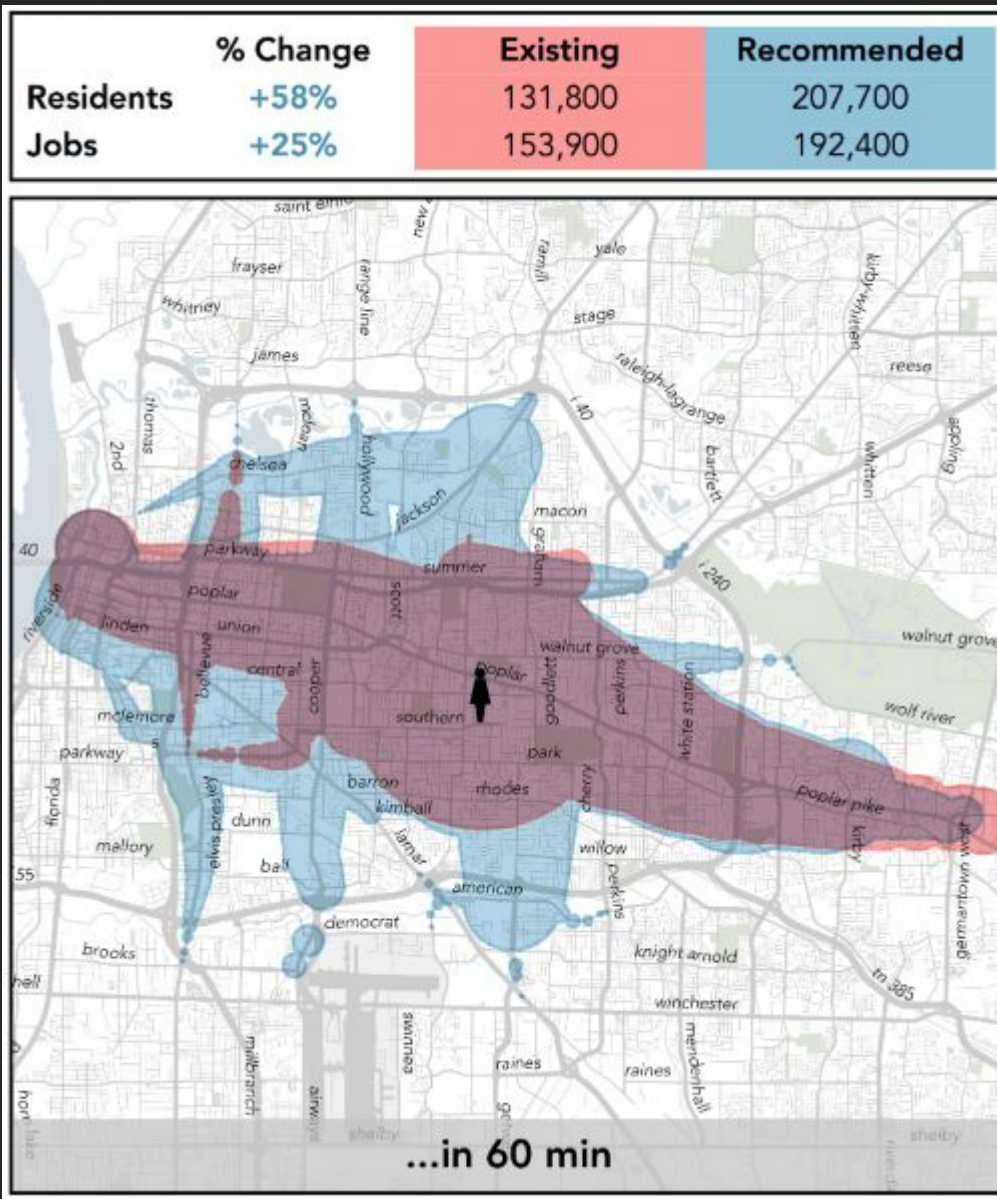 % Change Existing Recommended
Residents +58% 131,800 207,700
Jobs +25% 153,900 192,400
frayser
range line
ramill
yale
kirby-whitten
whitney
stage
james
raleigh-lagrange
reese
thomas
mclean
i 40
2nd
hollywood
bartlett
whitten
appling
chelsea
jackson
macon
40
parkway
graham
summer
i 240
poplar
scott
riverside
linden
union
walnut grove
walnut grove
bellevue
central
cooper
poplar
goodlett
perkins
white station
mclemore
southern
wolf river
s
parkway
park
florida
barron
rhodes
cherry
poplar pike
kimball
elvis presley
dunn
mallory
lamar
willow
kirby
germantown west
ball
55
american
perkins
democrat
brooks
knight arnold
tn 385
winchester
millbranch
airways
swinnea
raines
raines
mendenhall
shelby
shelby
...in 60 min